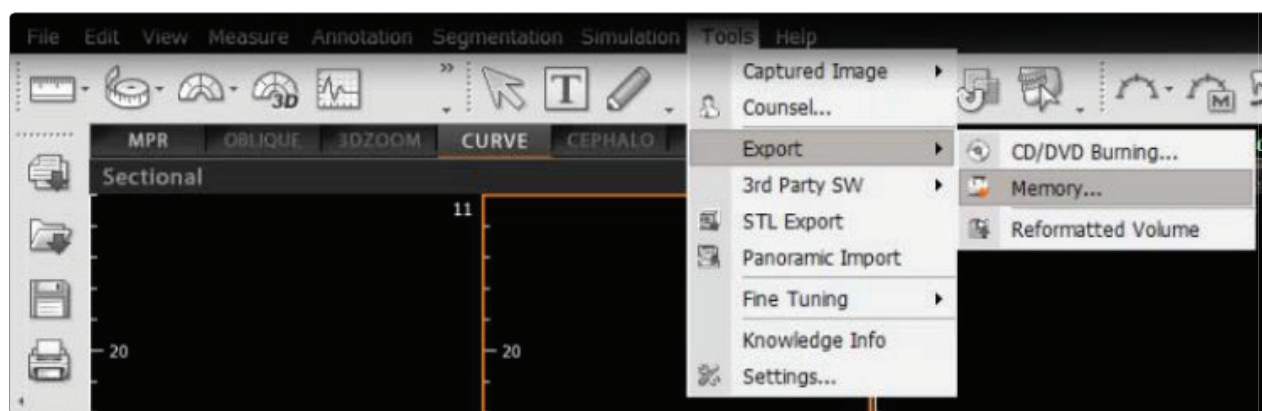 File Edit View Measure Annotation Segmentation Simulation Tools Help
3D
T
M
Captured Image
Counsel...
Export
3rd Party SW
STL Export
Panoramic Import
Fine Tuning
Knowledge Info
Settings...
CD/DVD Burning...
Memory...
Reformatted Volume
MPR OBLIQUE 3DZOOM CURVE CEPHALO
Sectional
11
20
20